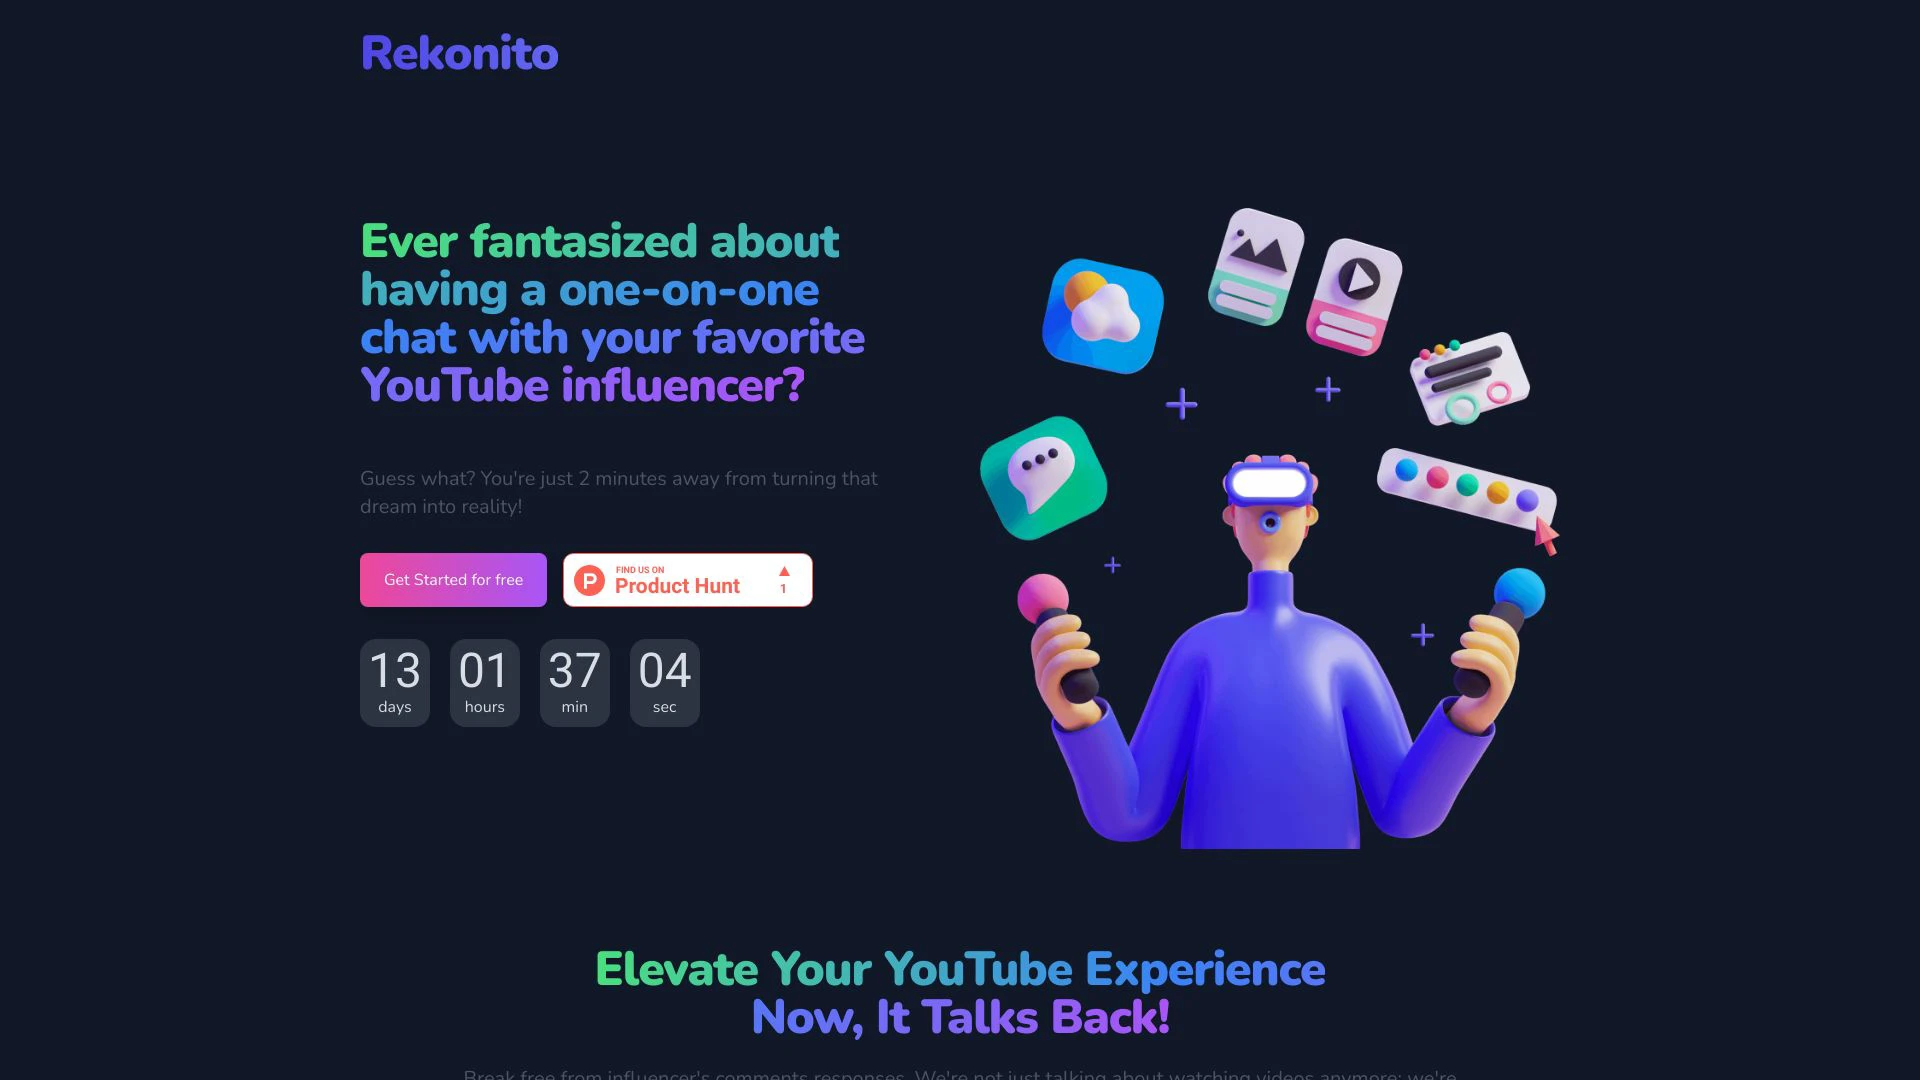 Rekonito
Ever fantasized about
having a one-on-one
chat with your favorite
YouTube influencer?
Guess what? You're just 2 minutes away from turning that
dream into reality!
Get Started for free
FIND US ON
Product Hunt
1
13
days
01
hours
37
min
04
sec
Elevate Your YouTube Experience
Now, It Talks Back!
Break free from influencer's comments responses. We're not just talking about watching videos anymore; we're